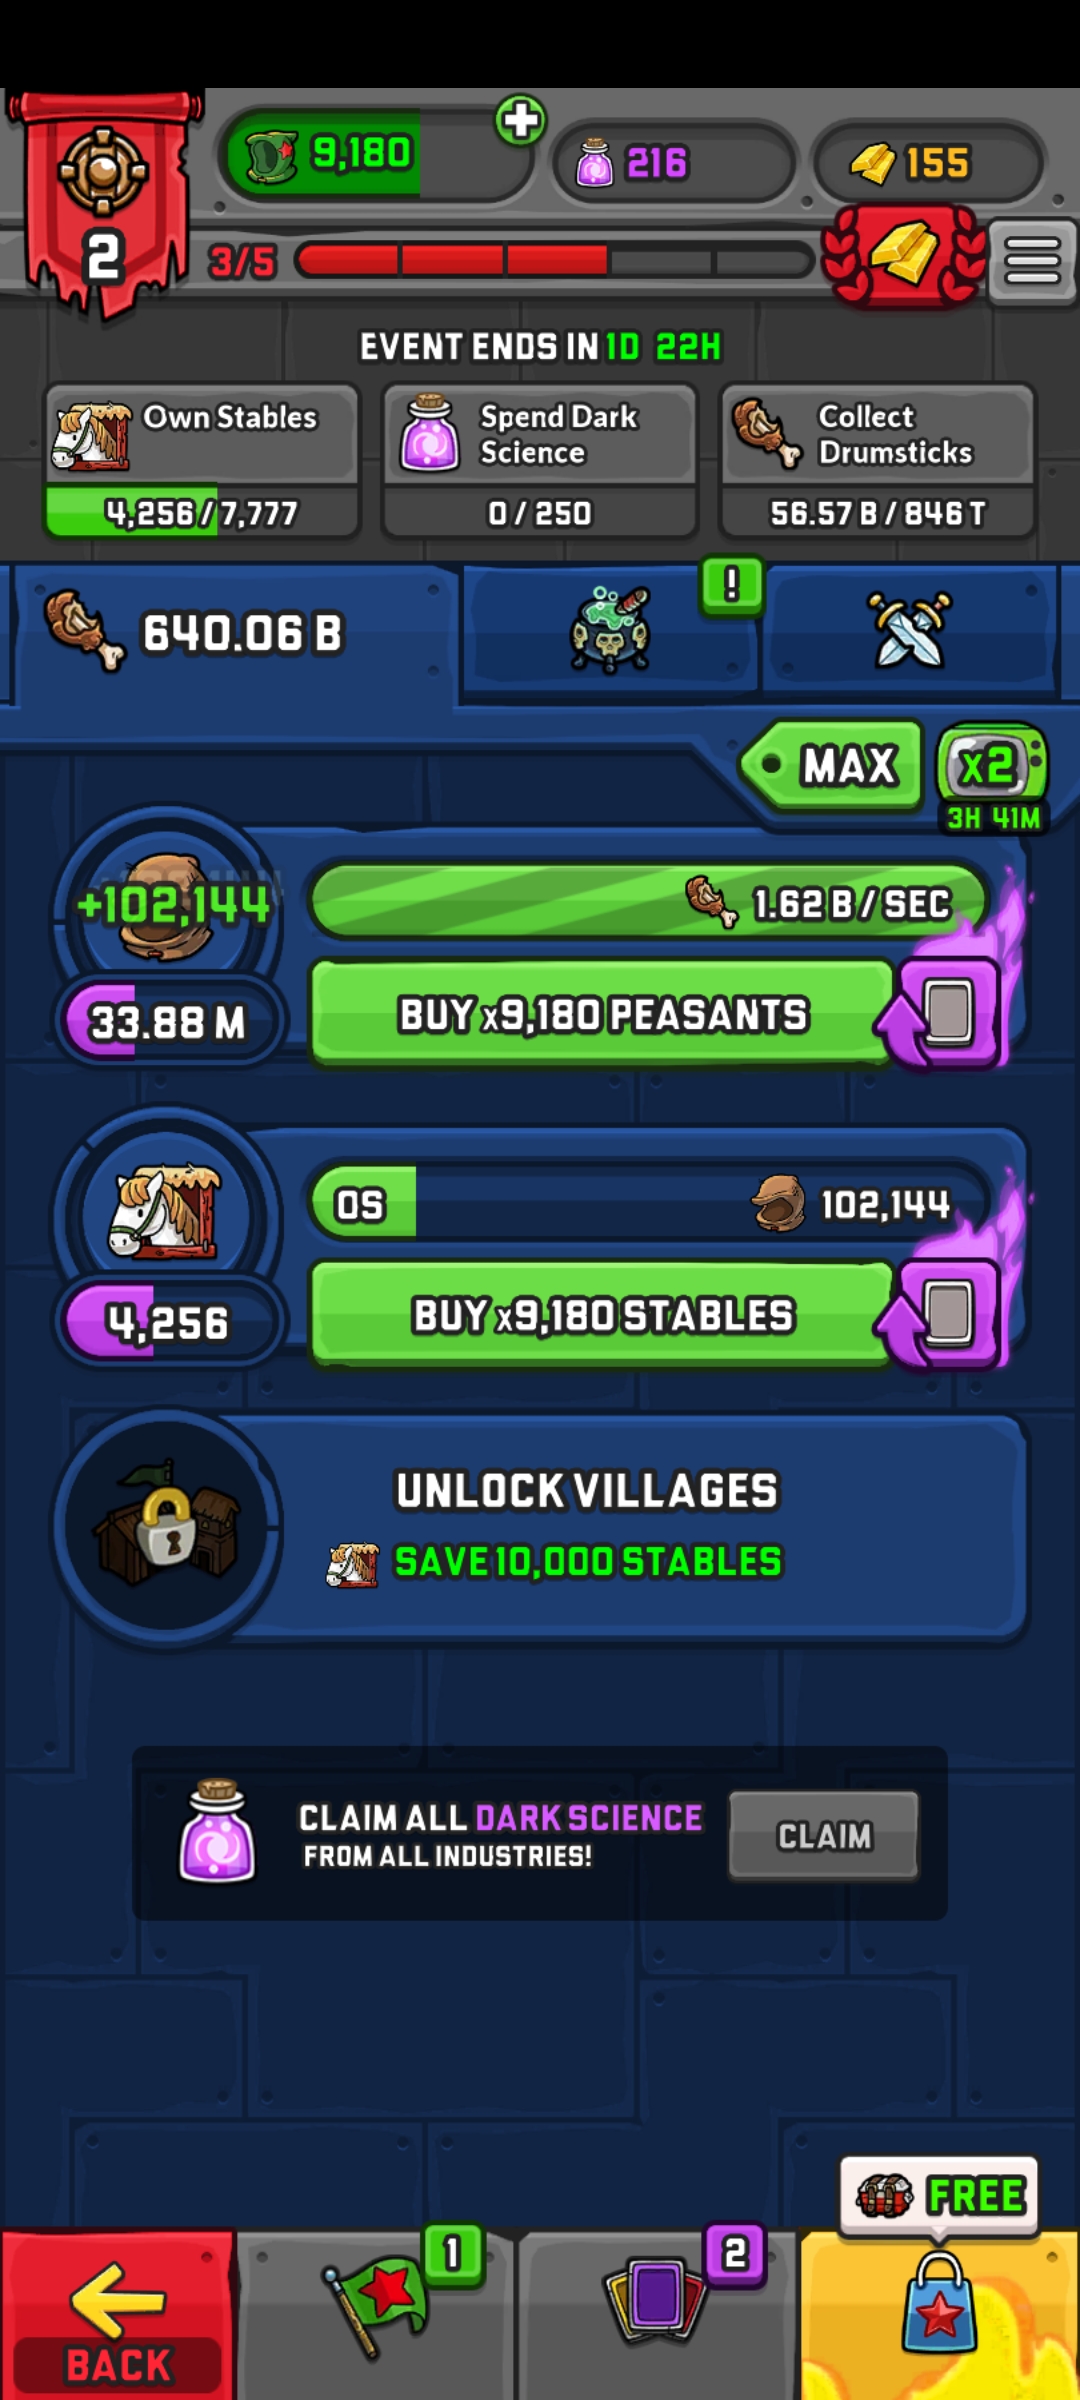 9,180
216
155
2
3/5
EVENT ENDS IN 1D 22H
Own Stables
4,256/7,777
Spend Dark
Science
0/250
Collect
Drumsticks
56.57 B/846 T
640.06 B
!
MAX
x2
3H 41M
+102,144
1.62 B/SEC
33.88 M
BUY x9,180 PEASANTS
0S
102,144
4,256
BUY x9,180 STABLES
UNLOCK VILLAGES
SAVE 10,000 STABLES
CLAIM ALL DARK SCIENCE
FROM ALL INDUSTRIES!
CLAIM
FREE
1
2
BACK